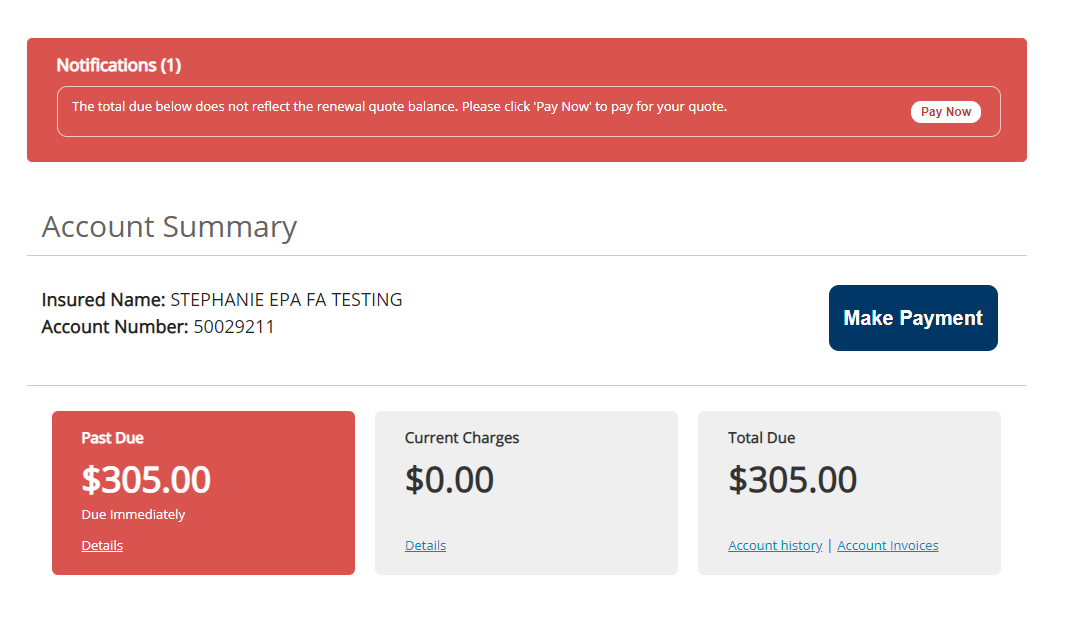 Notifications (1)
The total due below does not reflect the renewal quote balance. Please click 'Pay Now' to pay for your quote.
Pay Now
Account Summary
Insured Name: STEPHANIE EPA FA TESTING
Account Number: 50029211
Make Payment
Past Due
$305.00
Due Immediately
Details
Current Charges
$0.00
Details
Total Due
$305.00
Account history | Account Invoices